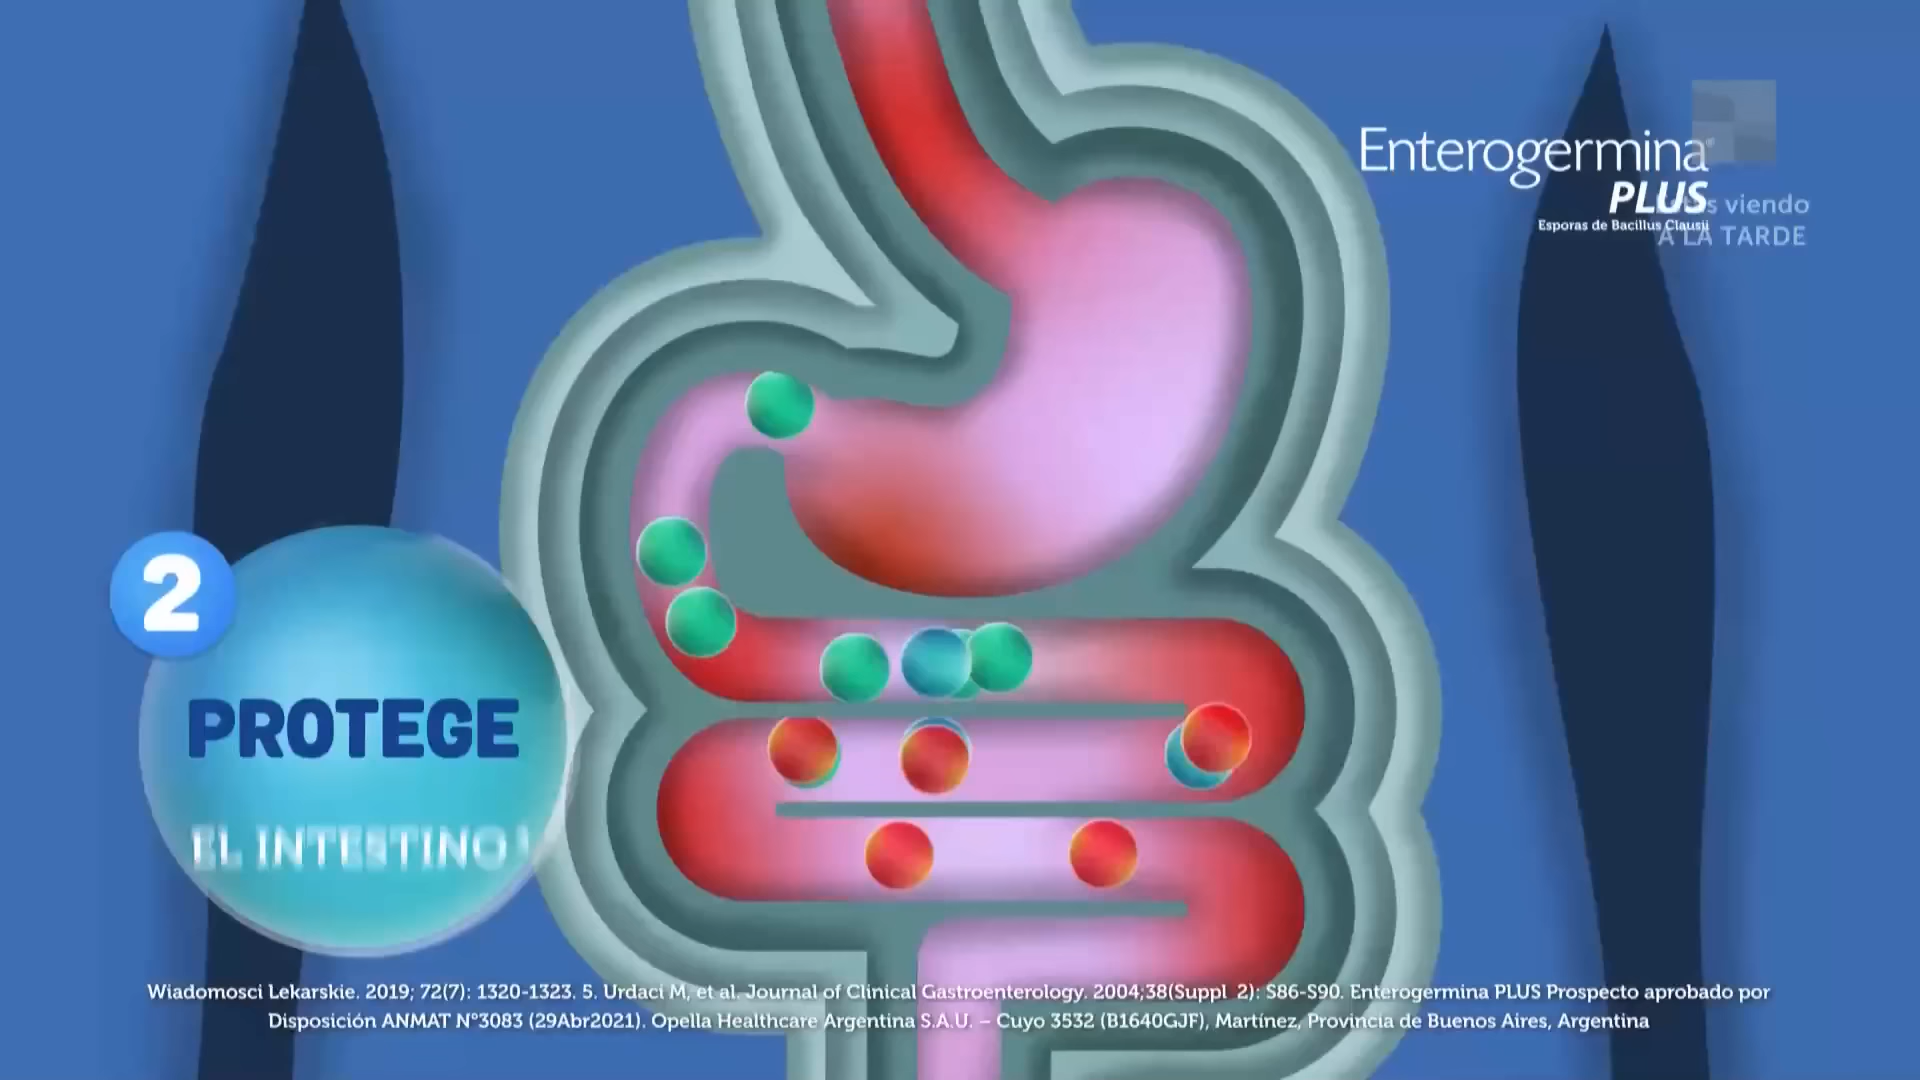 Enterogermina
PLUS
Esporas de Bacillus Clausii
viendo
A LA TARDE
2
PROTEGE
EL INTESTINO
Wiadomosci Lekarskie. 2019; 72(7): 1320-1323. 5. Urdaci M, et al. Journal of Clinical Gastroenterology. 2004;38(Suppl 2): S86-S90. Enterogermina PLUS Prospecto aprobado por
Disposición ANMAT N°3083 (29Abr2021). Opella Healthcare Argentina S.A.U. – Cuyo 3532 (B1640GJF), Martínez, Provincia de Buenos Aires, Argentina